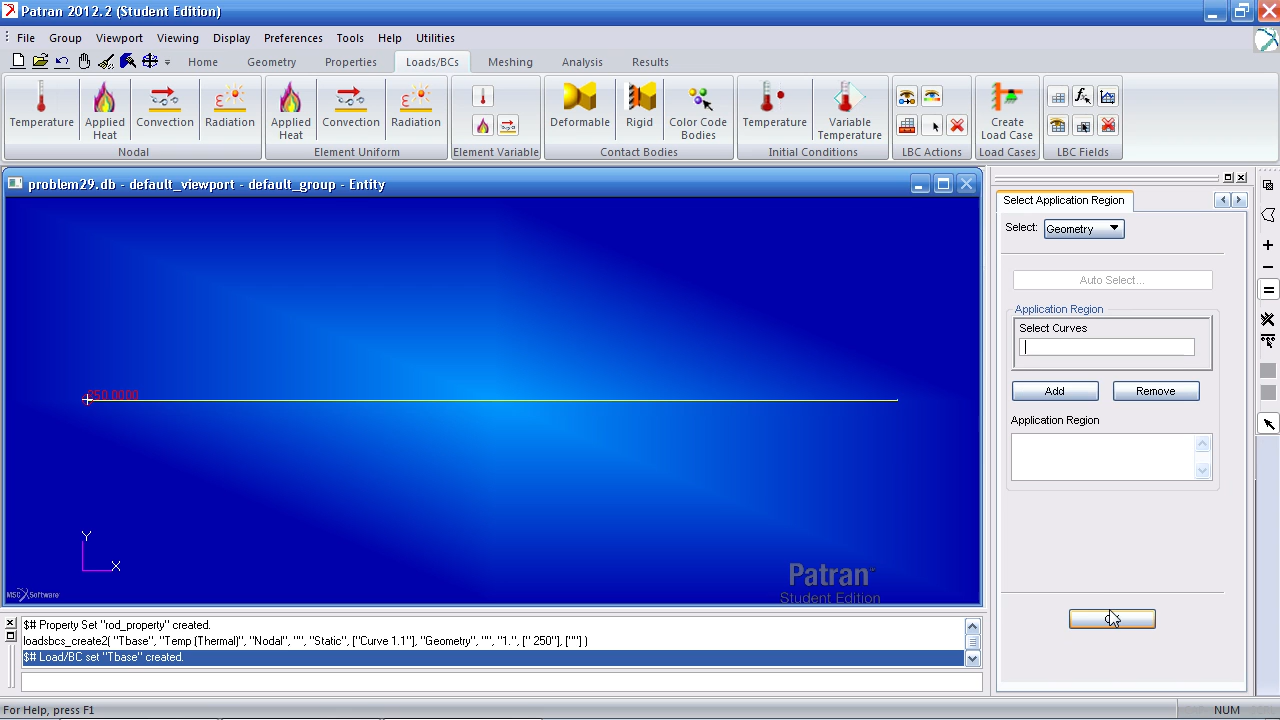 Patran 2012.2 (Student Edition)
File Group Viewport Viewing Display Preferences Tools Help Utilities
Home Geometry Properties Loads/BCs Meshing Analysis Results
Temperature Applied Heat Convection Radiation
Nodal
Applied Heat Convection Radiation
Element Uniform
Element Variable
Deformable Rigid Color Code Bodies
Contact Bodies
Temperature Variable Temperature
Initial Conditions
LBC Actions
Create Load Case
Load Cases
LBC Fields
problem29.db - default_viewport - default_group - Entity
250.0000
Y
X
MSC Software
Patran
Student Edition
Select Application Region
Select: Geometry
Auto Select...
Application Region
Select Curves
Add Remove
Application Region
$# Property Set "rod_property" created.
loadsbcs_create2( "Tbase", "Temp (Thermal)", "Nodal", "", "Static", ["Curve 1.1"], "Geometry", "", "1.", [" 250"], [""] )
$# Load/BC set "Tbase" created.
For Help, press F1
NUM